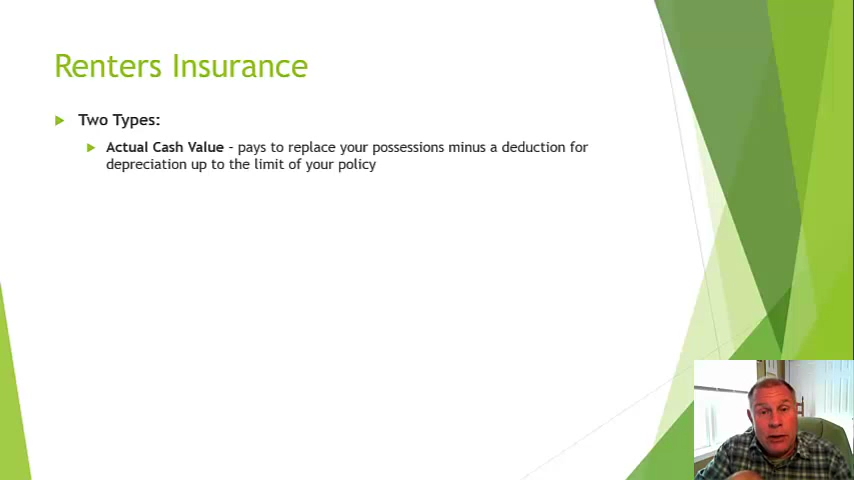 Renters Insurance
Two Types:
Actual Cash Value – pays to replace your possessions minus a deduction for
depreciation up to the limit of your policy